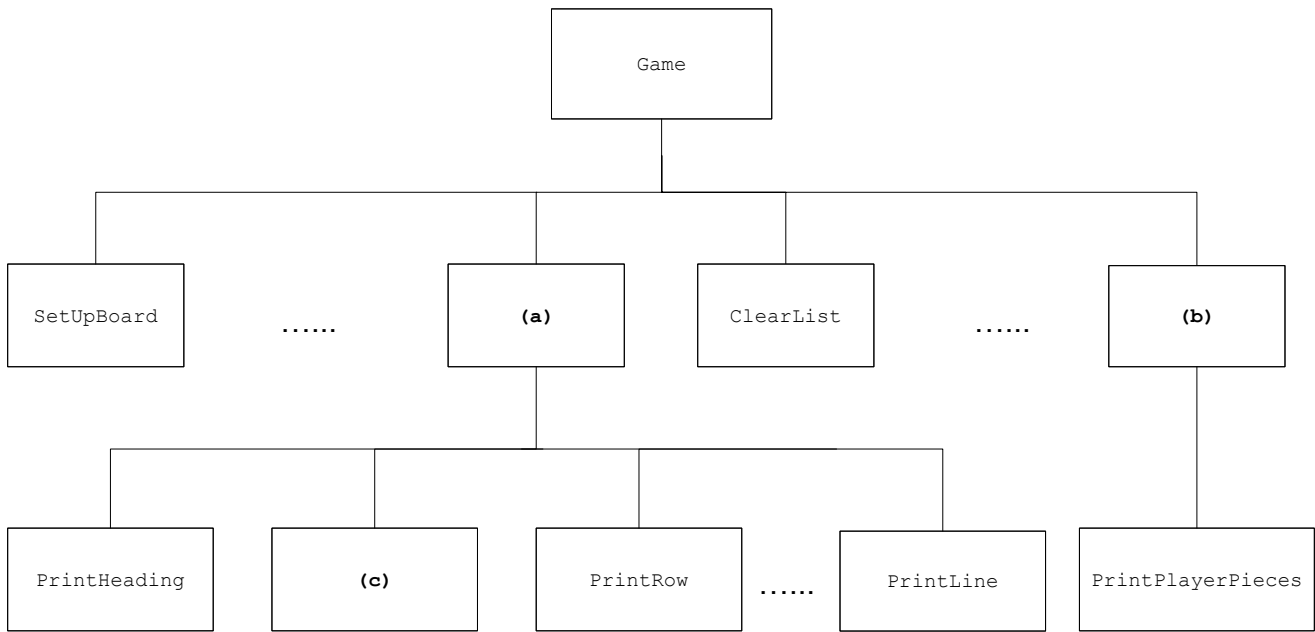 Game
SetUpBoard
......
(a)
ClearList
......
(b)
PrintHeading
(c)
PrintRow
......
PrintLine
PrintPlayerPieces